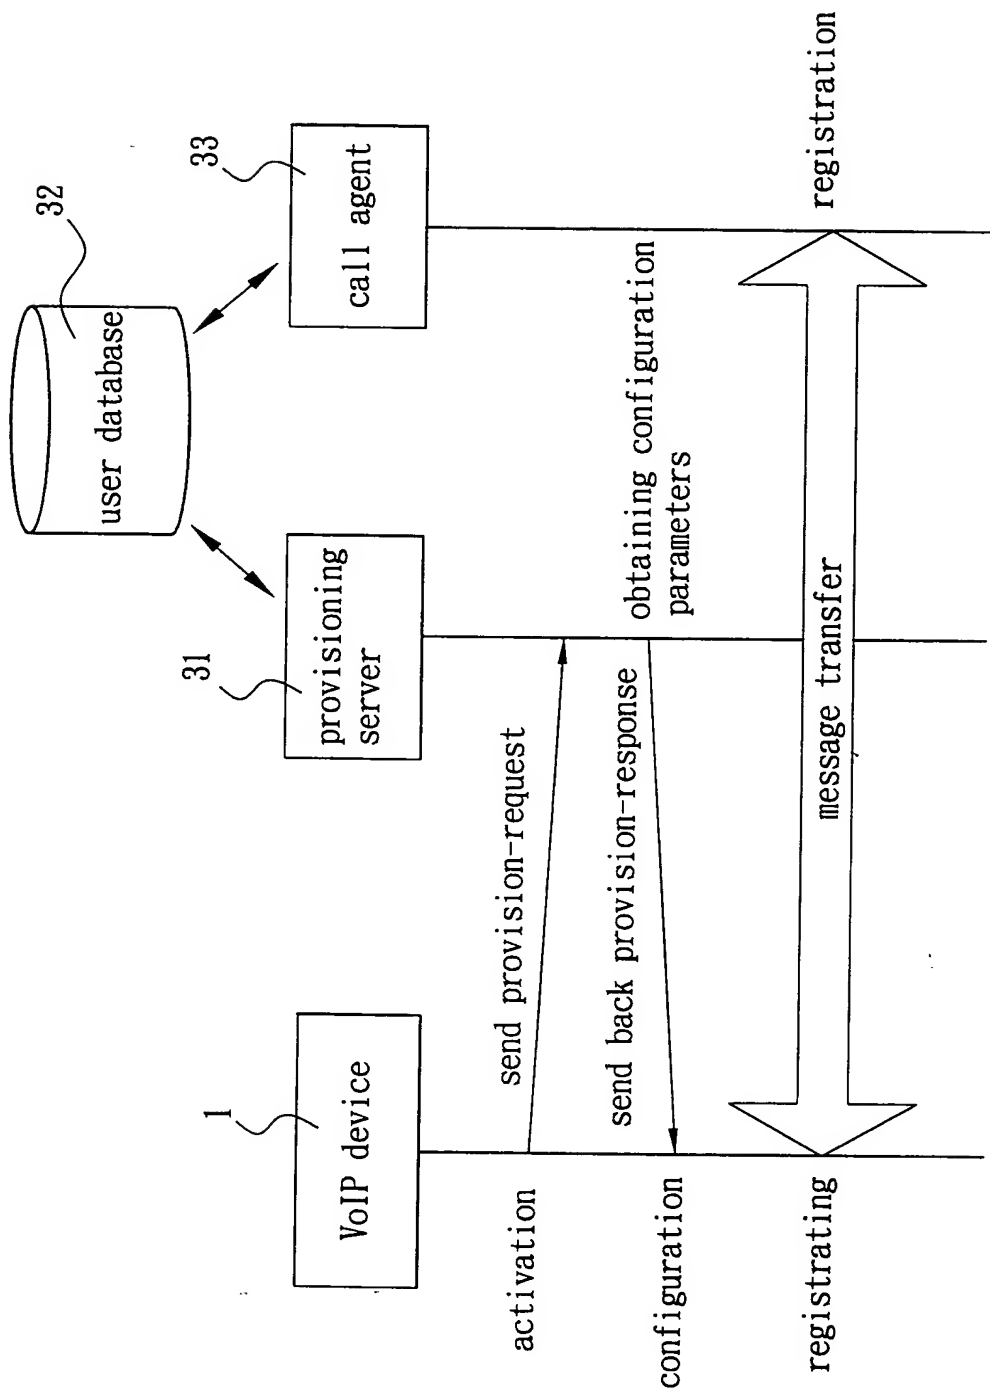 32
user database
31
33
1
VoIP device
provisioning
server
call agent
activation
send provision-request
obtaining configuration
parameters
configuration
send back provision-response
registrating
message transfer
registration